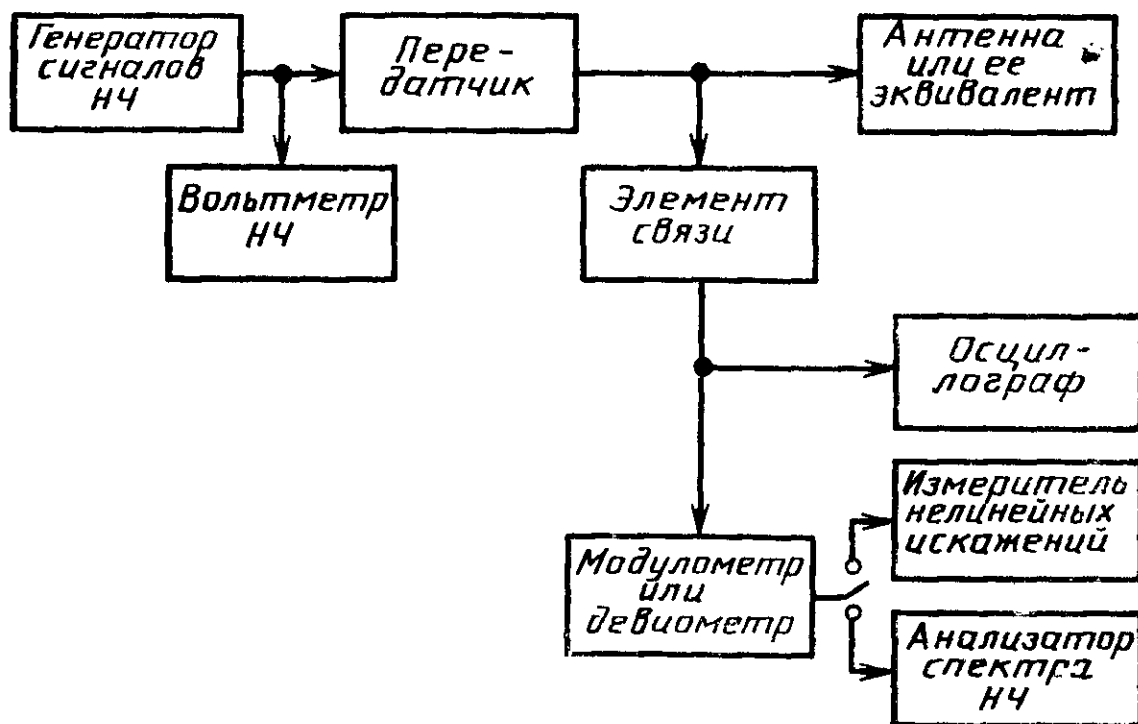 Генератор
сигналов
НЧ
Пере-
датчик
Антенна
или ее
эквивалент
Вольтметр
НЧ
Элемент
связи
Осцил-
лограф
Модулометр
или
девиометр
Измеритель
нелинейных
искажений
Анализатор
спектра
НЧ